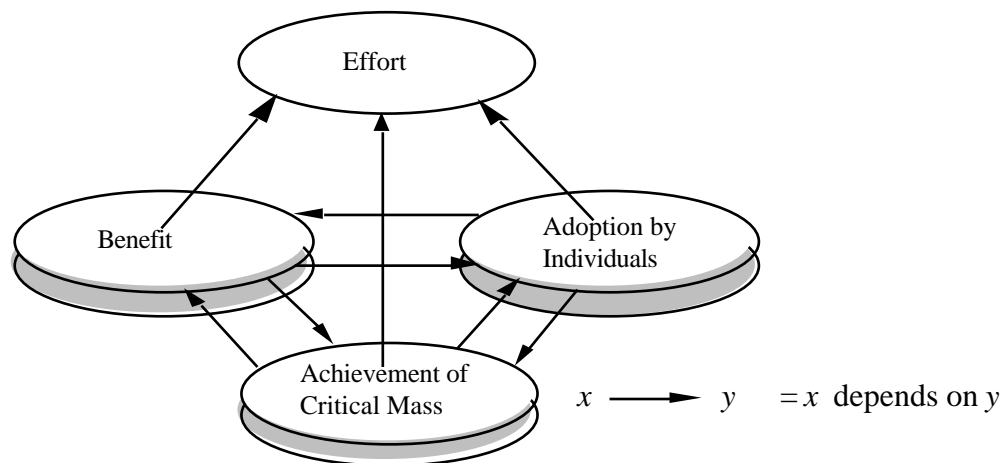 Effort
Benefit
Adoption by
Individuals
Achievement of
Critical Mass
x y = x depends on y